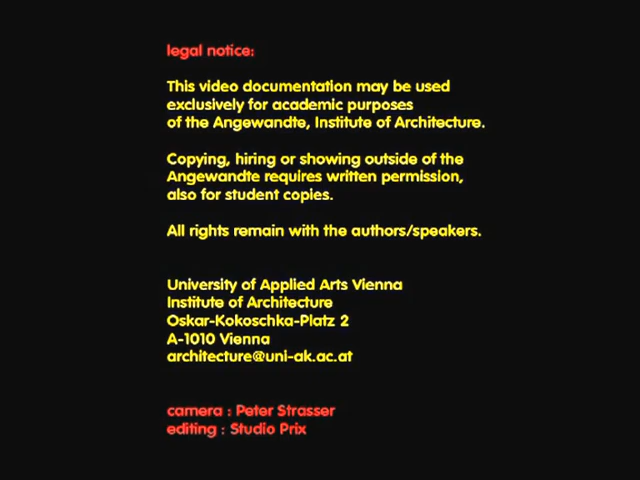 legal notice:
This video documentation may be used
exclusively for academic purposes
of the Angewandte, Institute of Architecture.
Copying, hiring or showing outside of the
Angewandte requires written permission,
also for student copies.
All rights remain with the authors/speakers.
University of Applied Arts Vienna
Institute of Architecture
Oskar-Kokoschka-Platz 2
A-1010 Vienna
architecture@uni-ak.ac.at
camera : Peter Strasser
editing : Studio Prix